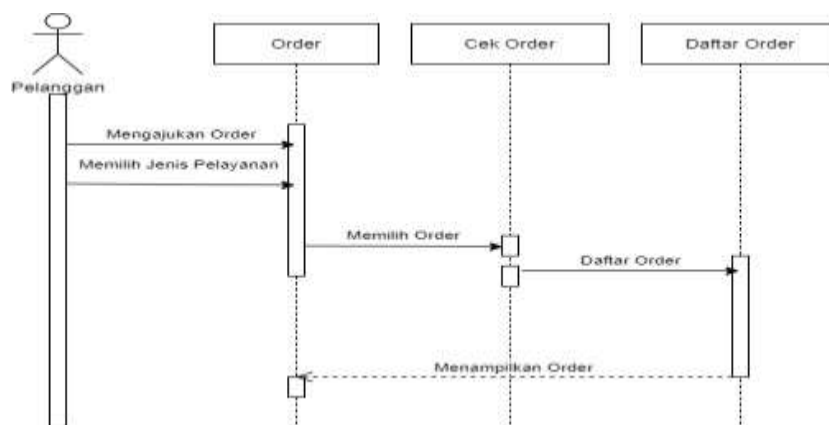 Order
Cek Order
Daftar Order
Pelanggan
Mengajukan Order
Memilih Jenis Pelayanan
Memilih Order
Daftar Order
Menampilkan Order